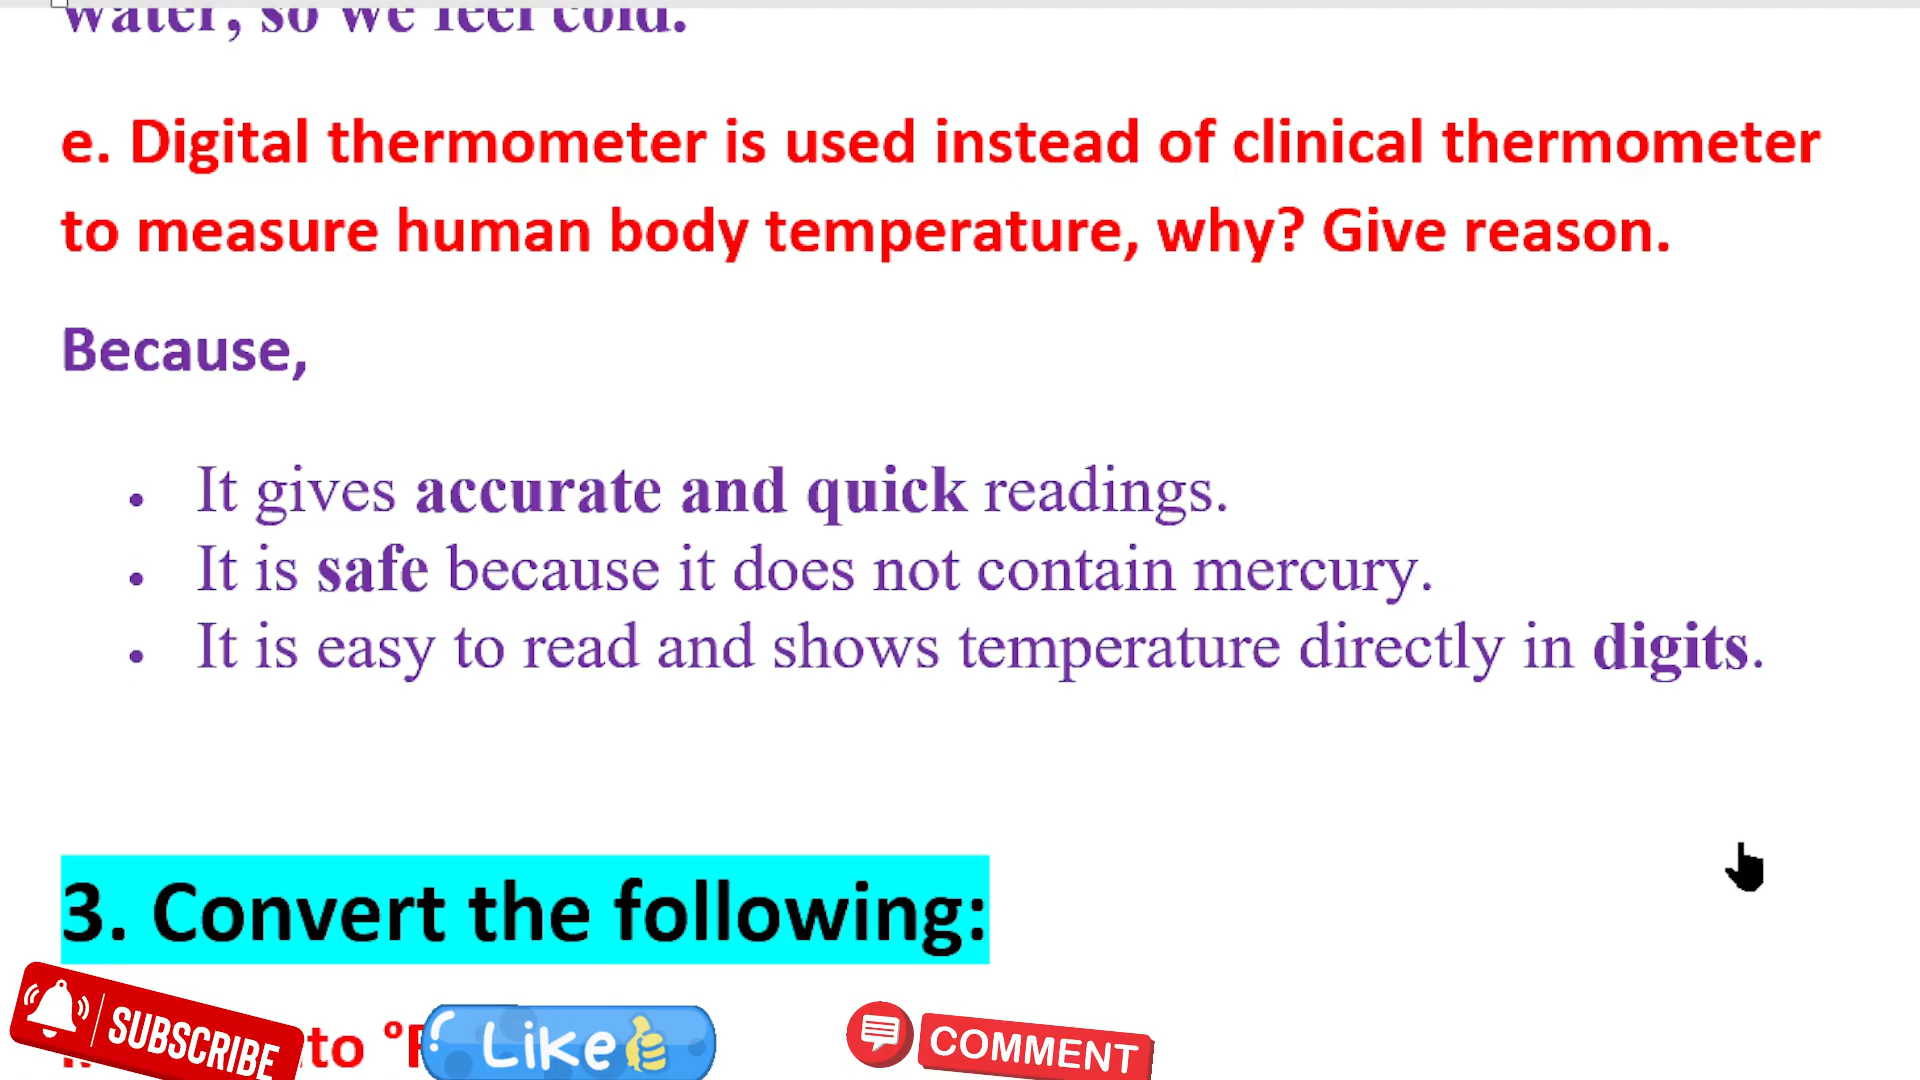 water, so we feel cold.
e. Digital thermometer is used instead of clinical thermometer
to measure human body temperature, why? Give reason.
Because,
• It gives accurate and quick readings.
• It is safe because it does not contain mercury.
• It is easy to read and shows temperature directly in digits.
3. Convert the following:
to °F
SUBSCRIBE
Like
COMMENT